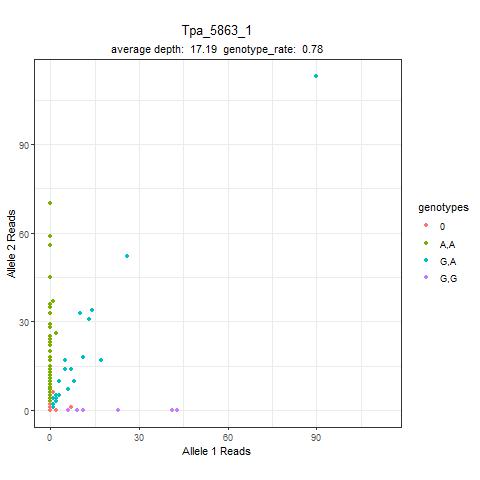 Tpa_5863_1
average depth: 17.19 genotype_rate: 0.78
90
60
30
0
Allele 2 Reads
0 30 60 90
Allele 1 Reads
genotypes
0
A,A
G,A
G,G